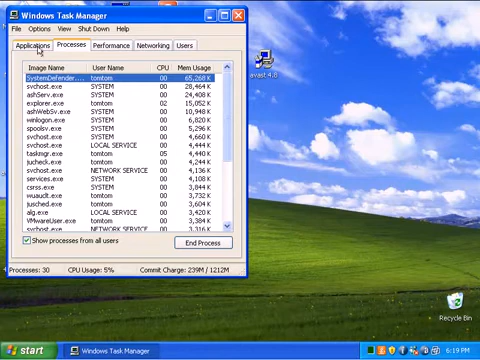 Windows Task Manager
File Options View Shut Down Help
Applications Processes Performance Networking Users
Image Name User Name CPU Mem Usage
SystemDefender.... tomtom 00 65,268 K
svchost.exe SYSTEM 00 28,464 K
ashServ.exe SYSTEM 00 24,408 K
explorer.exe tomtom 02 15,052 K
ashWebSv.exe SYSTEM 00 10,948 K
winlogon.exe SYSTEM 00 6,820 K
spoolsv.exe SYSTEM 00 5,296 K
svchost.exe SYSTEM 00 4,660 K
svchost.exe LOCAL SERVICE 00 4,444 K
taskmgr.exe tomtom 05 4,440 K
jucheck.exe tomtom 00 4,244 K
svchost.exe NETWORK SERVICE 00 4,136 K
services.exe SYSTEM 00 4,108 K
csrss.exe SYSTEM 00 3,844 K
wuauclt.exe tomtom 00 3,732 K
jusched.exe tomtom 00 3,604 K
alg.exe LOCAL SERVICE 00 3,420 K
VMwareUser.exe tomtom 00 3,384 K
svchost.exe NETWORK SERVICE 00 3,316 K
Show processes from all users
End Process
Processes: 30 CPU Usage: 5% Commit Charge: 239M / 1212M
avast 4.8
Recycle Bin
start
Windows Task Manager
6:19 PM